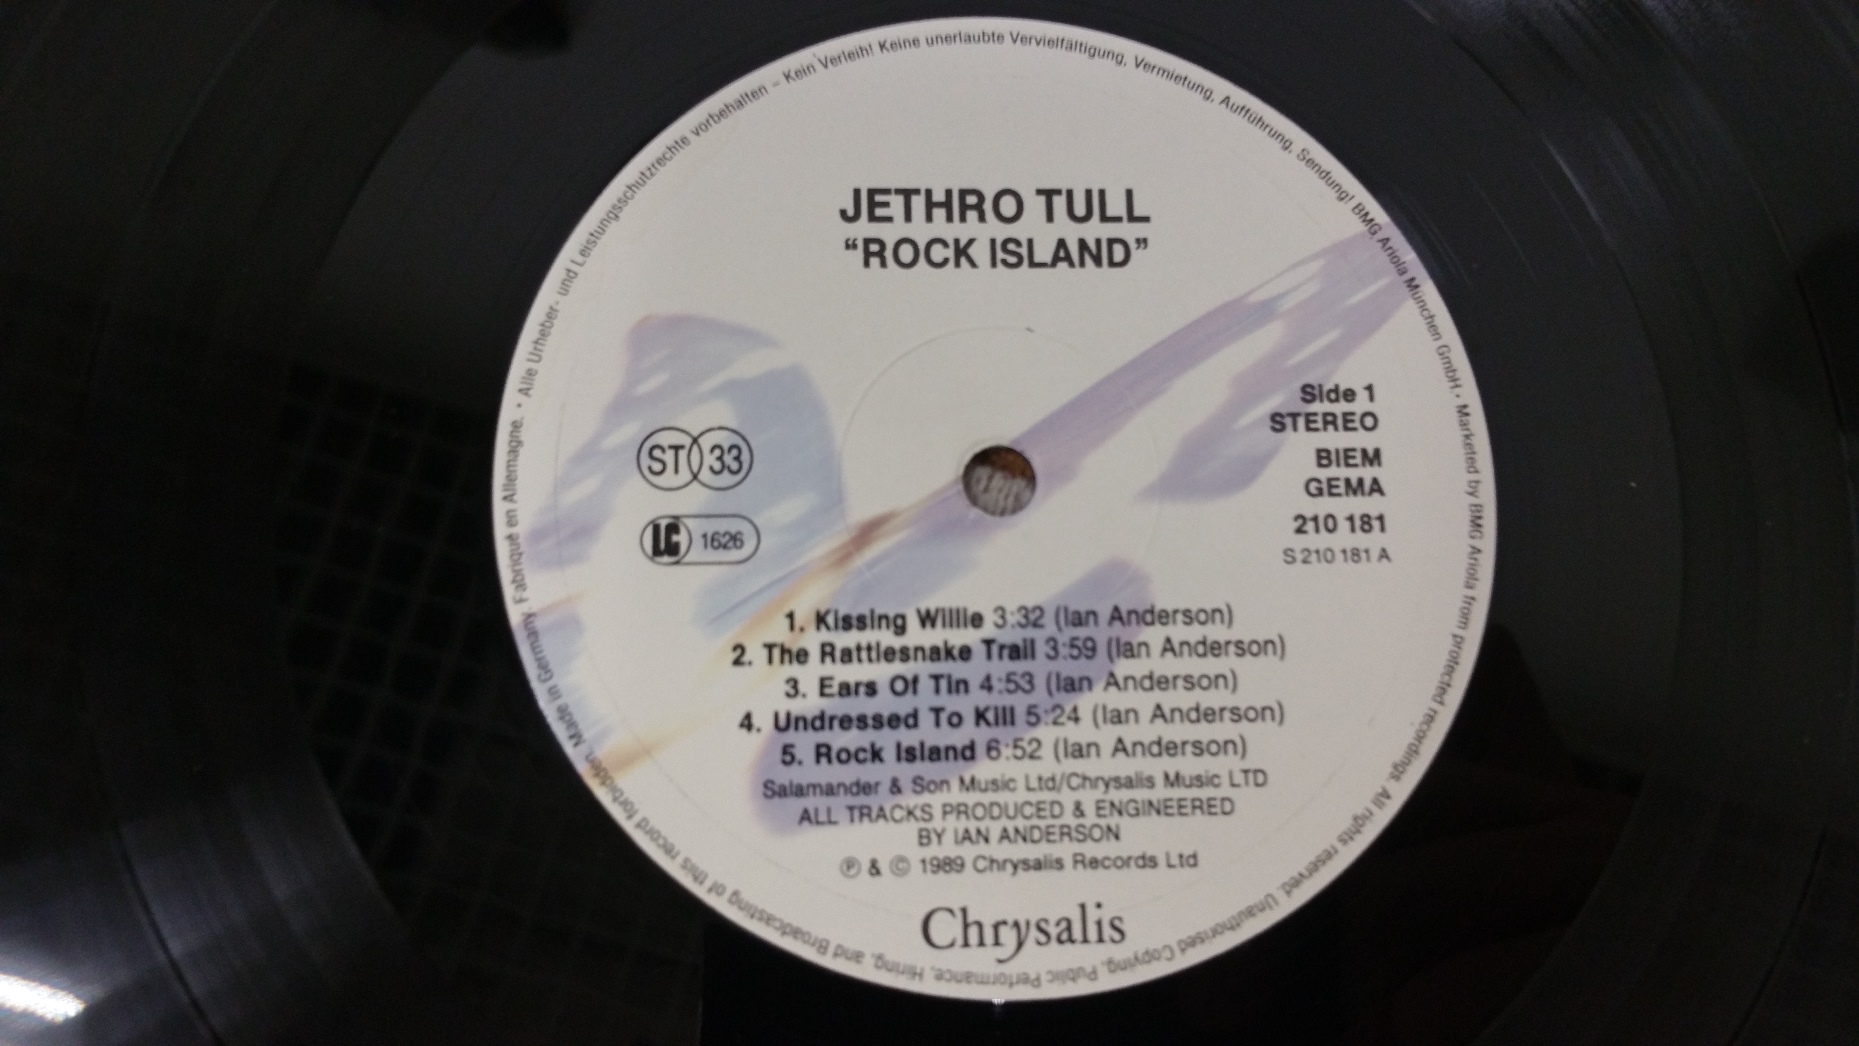 JETHRO TULL
“ROCK ISLAND”
Side 1
STEREO
BIEM
GEMA
210 181
S 210 181 A
ST 33
LC 1626
1. Kissing Willie 3:32 (Ian Anderson)
2. The Rattlesnake Trail 3:59 (Ian Anderson)
3. Ears Of Tin 4:53 (Ian Anderson)
4. Undressed To Kill 5:24 (Ian Anderson)
5. Rock Island 6:52 (Ian Anderson)
Salamander & Son Music Ltd/Chrysalis Music LTD
ALL TRACKS PRODUCED & ENGINEERED
BY IAN ANDERSON
℗ & © 1989 Chrysalis Records Ltd
Chrysalis
Alle Urheber- und Leistungsschutzrechte vorbehalten – Kein Verleih! Keine unerlaubte Vervielfältigung, Vermietung, Aufführung, Sendung! BMG Ariola München GmbH • Marketed by BMG Ariola from protected recordings. All rights reserved. Unauthorised Copying, Public Performance, Hiring, and Broadcasting of this record forbidden. Made in Germany. Fabriqué en Allemagne. •